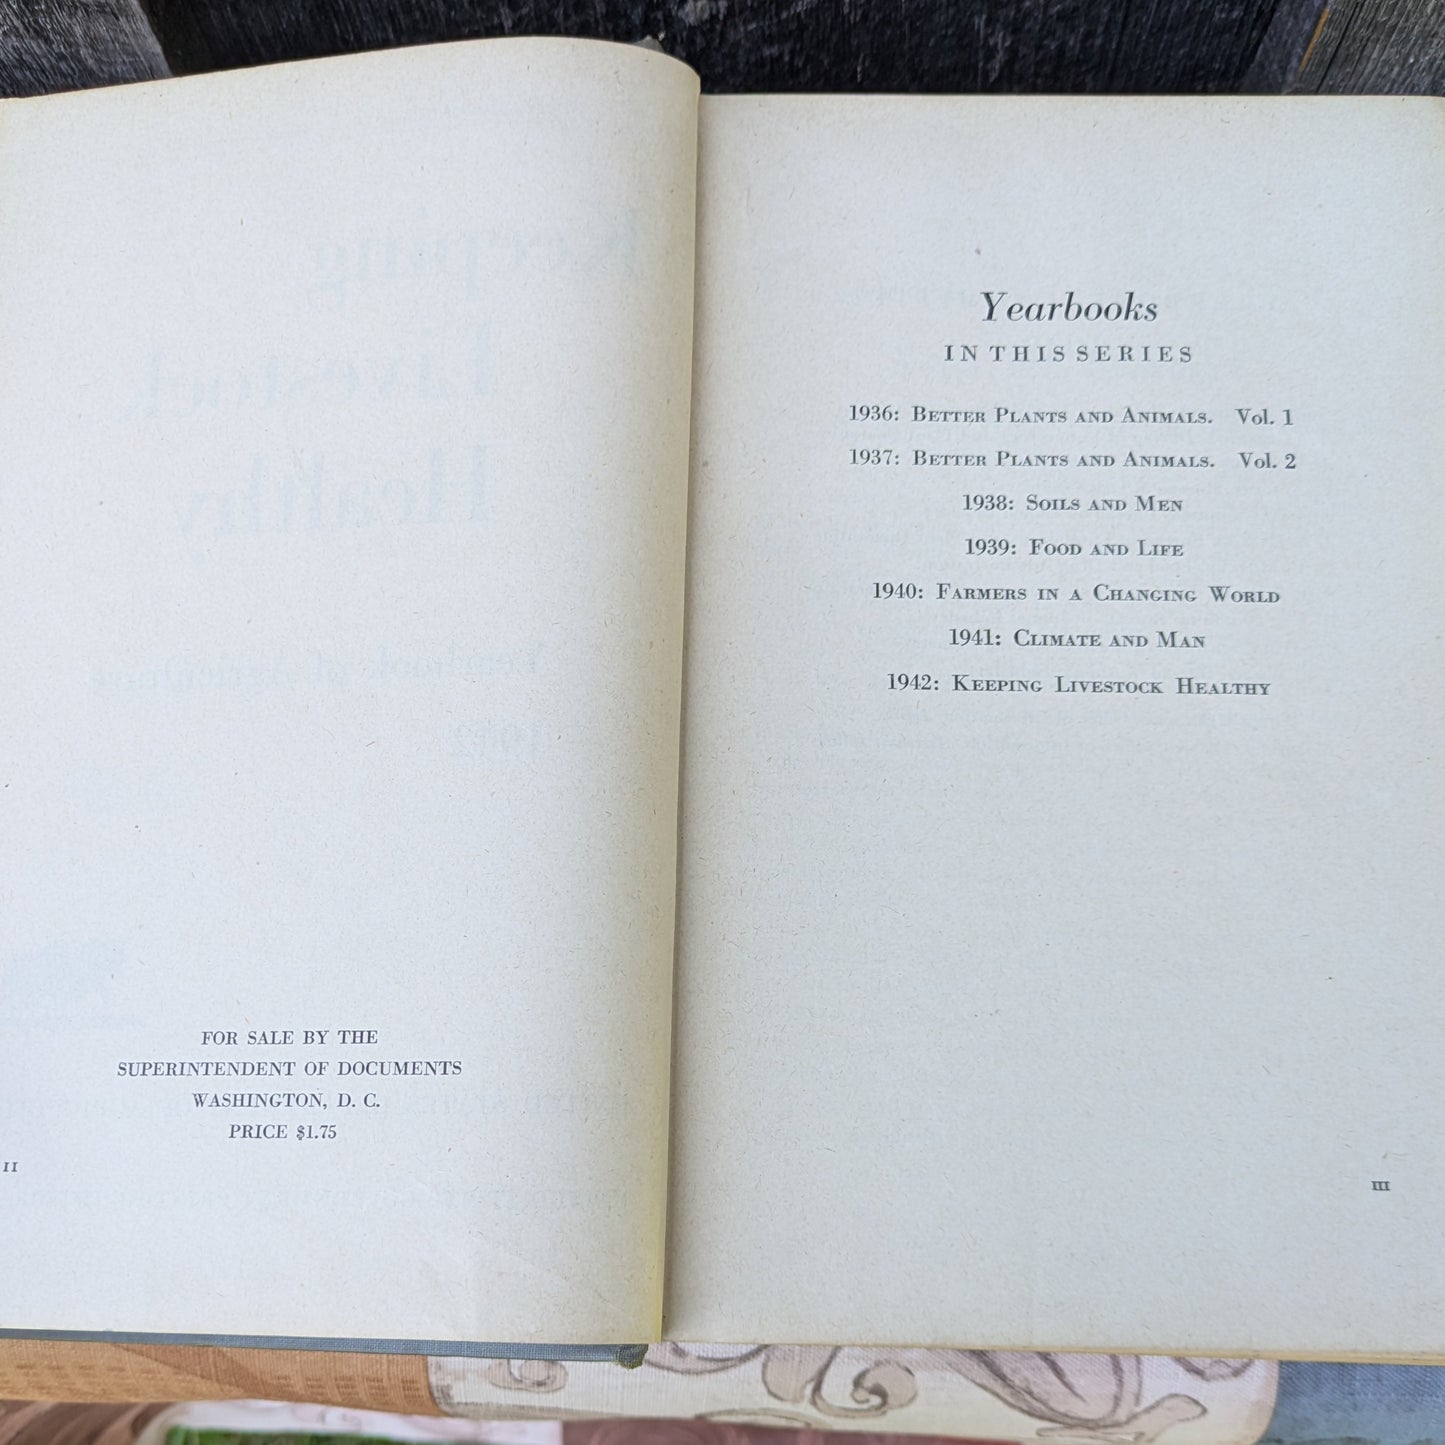 FOR SALE BY THE
SUPERINTENDENT OF DOCUMENTS
WASHINGTON, D. C.
PRICE $1.75
II
Yearbooks
IN THIS SERIES
1936: BETTER PLANTS AND ANIMALS. Vol. 1
1937: BETTER PLANTS AND ANIMALS. Vol. 2
1938: SOILS AND MEN
1939: FOOD AND LIFE
1940: FARMERS IN A CHANGING WORLD
1941: CLIMATE AND MAN
1942: KEEPING LIVESTOCK HEALTHY
III